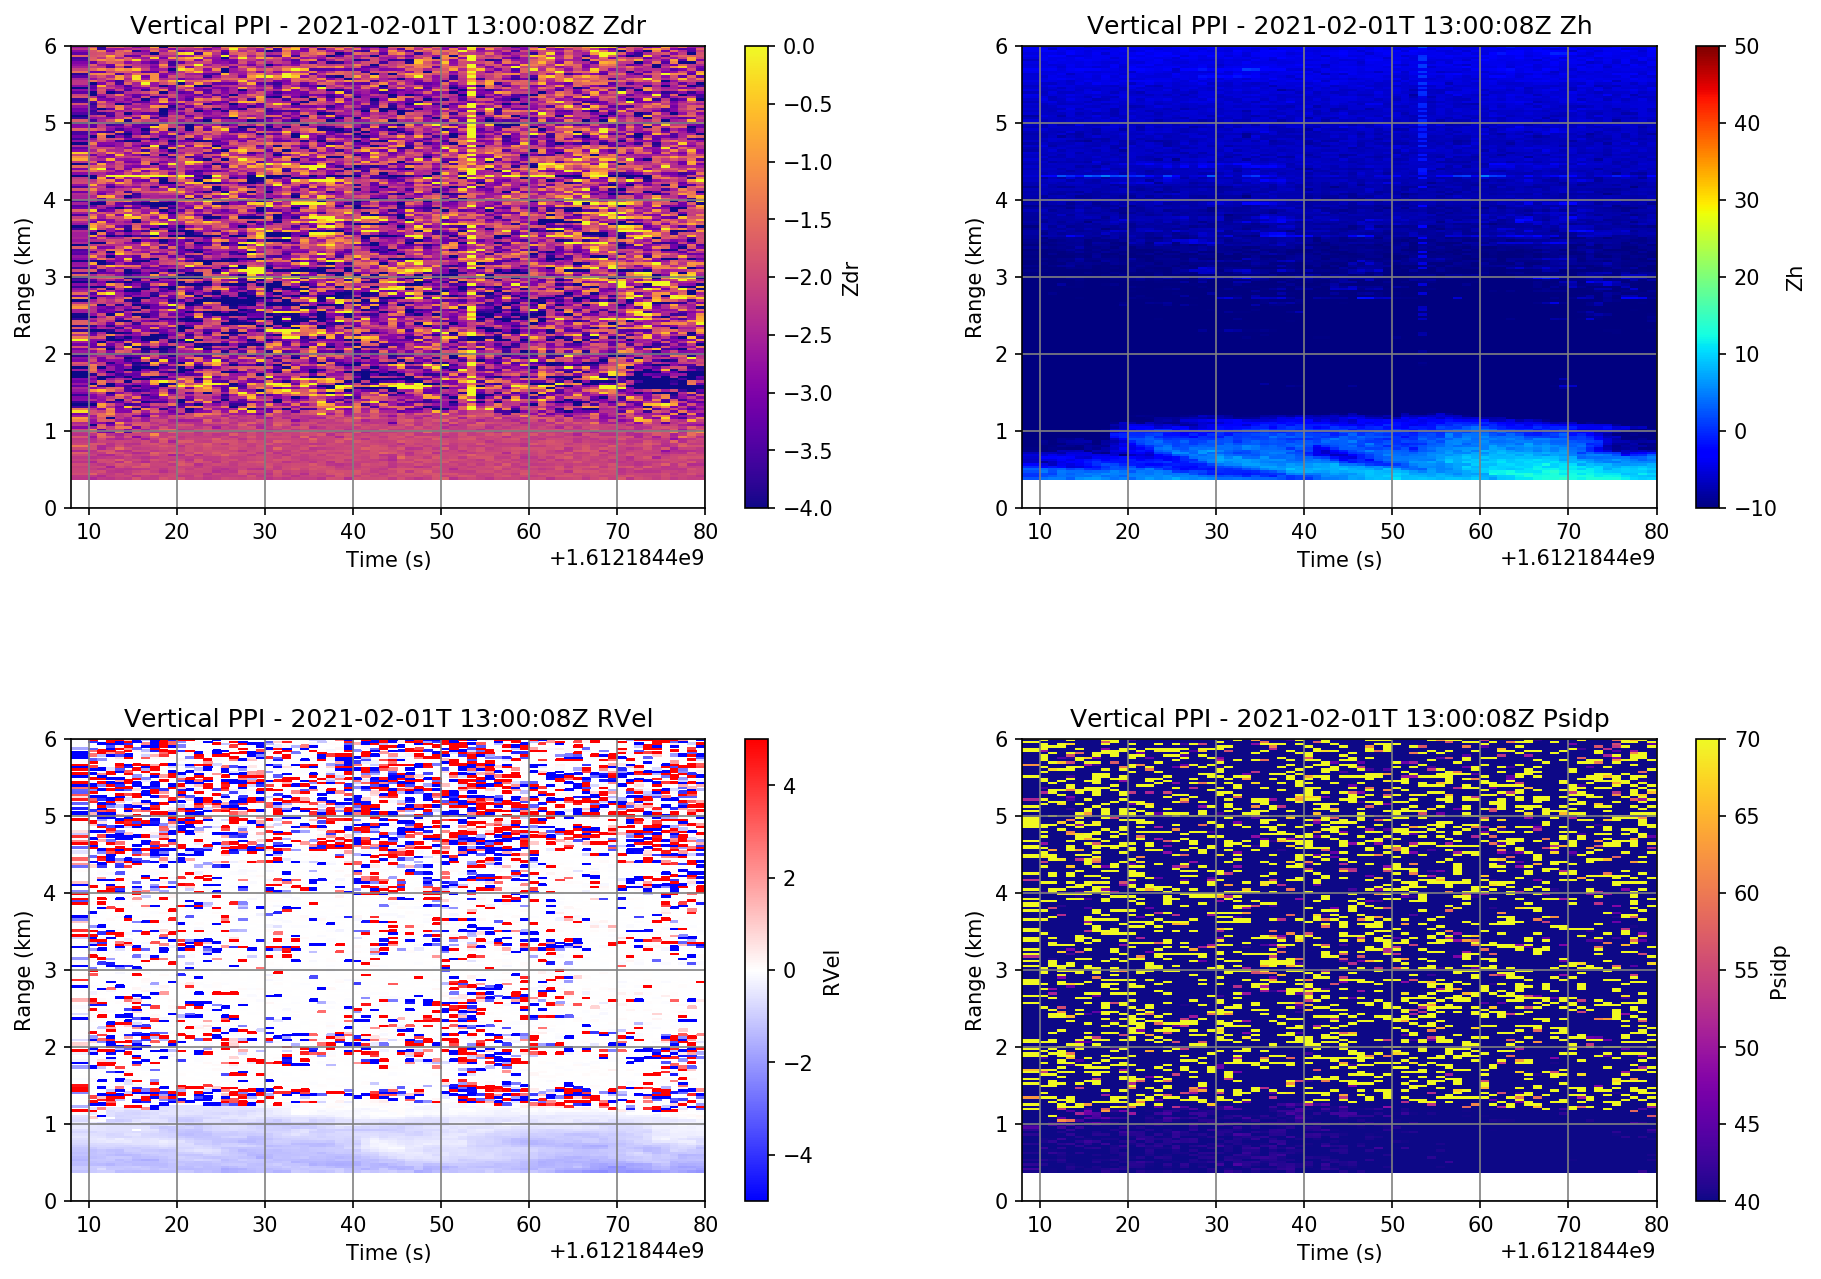 Vertical PPI - 2021-02-01T 13:00:08Z Zdr
6
5
4
3
2
1
0
Range (km)
10 20 30 40 50 60 70 80
Time (s)
+1.6121844e9
0.0
−0.5
−1.0
−1.5
−2.0
−2.5
−3.0
−3.5
−4.0
Zdr
Vertical PPI - 2021-02-01T 13:00:08Z Zh
6
5
4
3
2
1
0
Range (km)
10 20 30 40 50 60 70 80
Time (s)
+1.6121844e9
50
40
30
20
10
0
−10
Zh
Vertical PPI - 2021-02-01T 13:00:08Z RVel
6
5
4
3
2
1
0
Range (km)
10 20 30 40 50 60 70 80
Time (s)
+1.6121844e9
4
2
0
−2
−4
RVel
Vertical PPI - 2021-02-01T 13:00:08Z Psidp
6
5
4
3
2
1
0
Range (km)
10 20 30 40 50 60 70 80
Time (s)
+1.6121844e9
70
65
60
55
50
45
40
Psidp